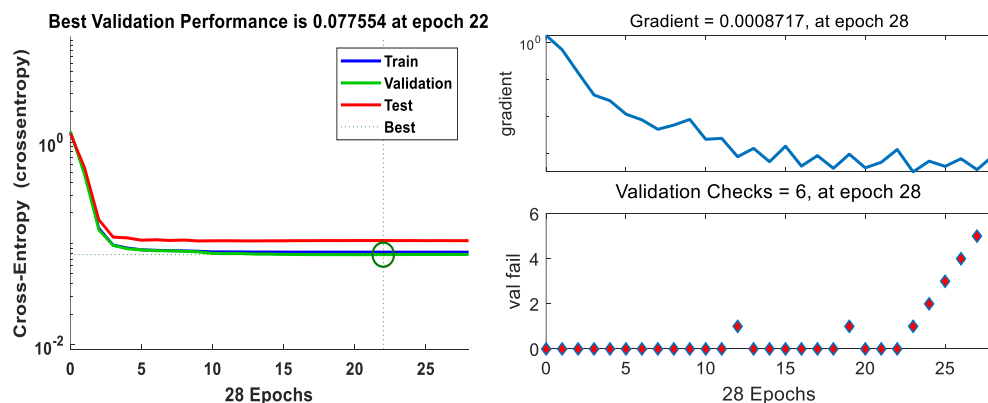 Best Validation Performance is 0.077554 at epoch 22
Cross-Entropy (crossentropy)
10^0
10^-2
Train
Validation
Test
Best
0 5 10 15 20 25
28 Epochs
Gradient = 0.0008717, at epoch 28
gradient
10^0
Validation Checks = 6, at epoch 28
val fail
6
4
2
0
0 5 10 15 20 25
28 Epochs